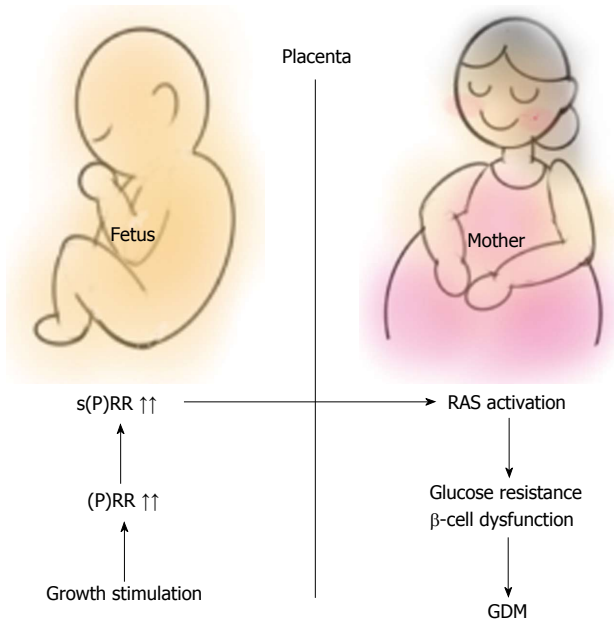 Placenta
Fetus
Mother
s(P)RR ↑↑
RAS activation
(P)RR ↑↑
Glucose resistance
β-cell dysfunction
Growth stimulation
GDM